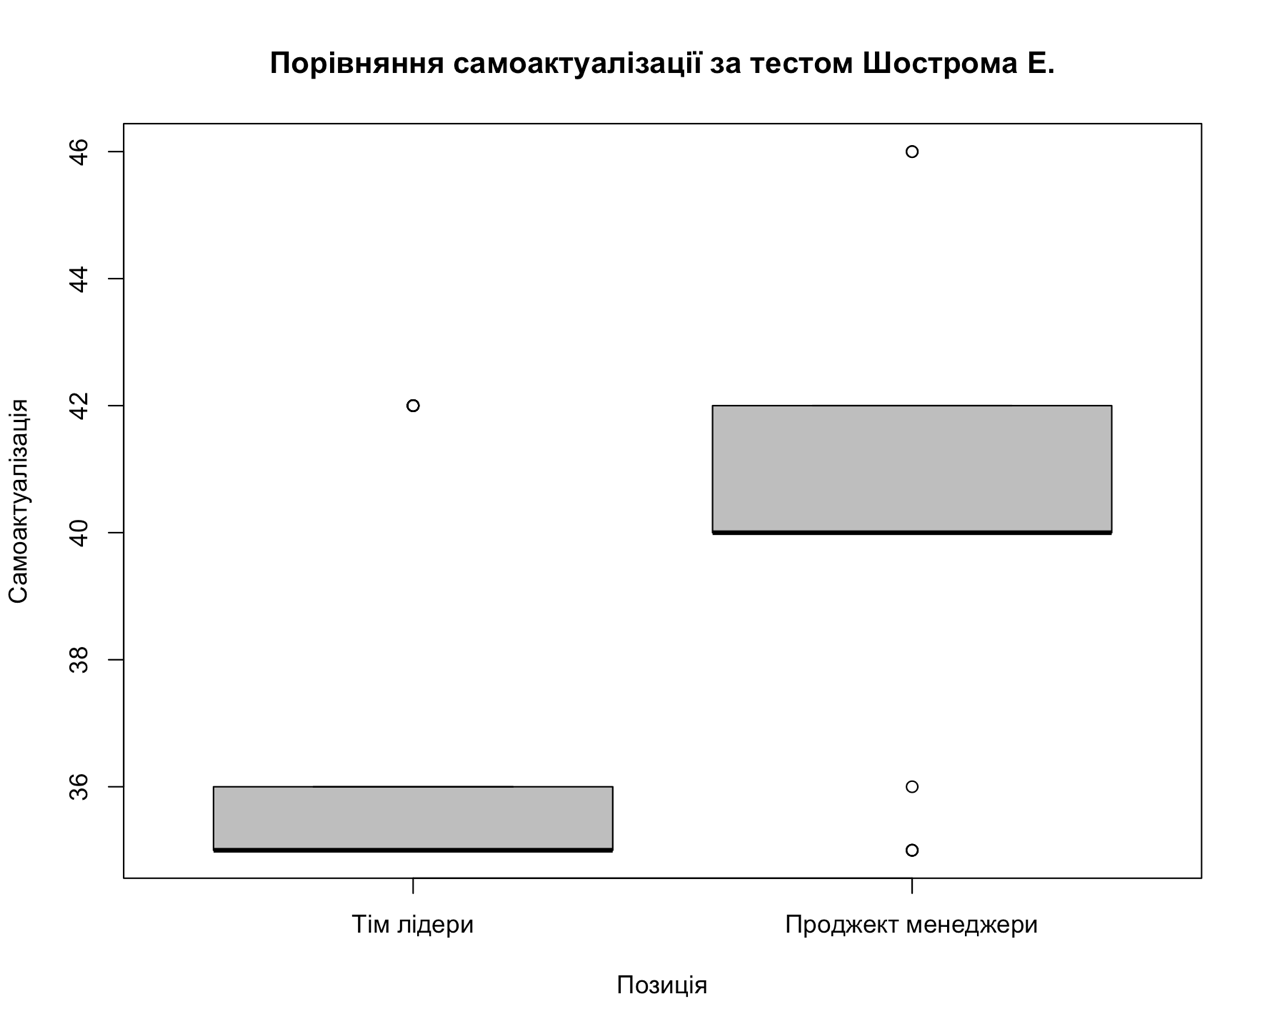 Порівняння самоактуалізації за тестом Шострома Е.
46
44
42
40
38
36
Самоактуалізація
Тім лідери
Проджект менеджери
Позиція